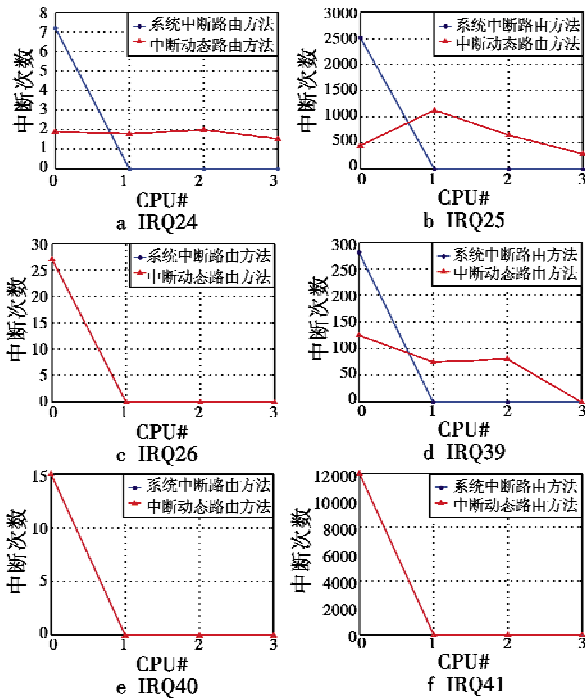 中断次数
8
7
6
5
4
3
2
1
0
系统中断路由方法
中断动态路由方法
0 1 2 3
CPU#
a IRQ24
中断次数
3000
2500
2000
1500
1000
500
0
系统中断路由方法
中断动态路由方法
0 1 2 3
CPU#
b IRQ25
中断次数
30
25
20
15
10
5
0
系统中断路由方法
中断动态路由方法
0 1 2 3
CPU#
c IRQ26
中断次数
300
250
200
150
100
50
0
系统中断路由方法
中断动态路由方法
0 1 2 3
CPU#
d IRQ39
中断次数
15
10
5
0
系统中断路由方法
中断动态路由方法
0 1 2 3
CPU#
e IRQ40
中断次数
12000
10000
8000
6000
4000
2000
0
系统中断路由方法
中断动态路由方法
0 1 2 3
CPU#
f IRQ41